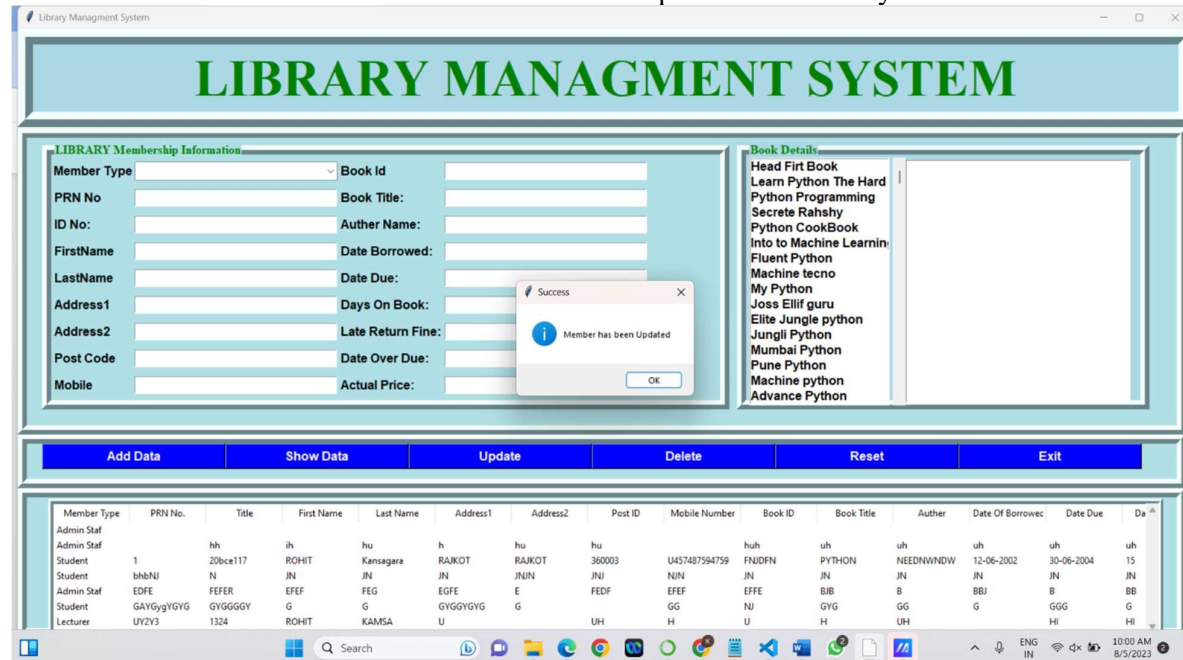 Library Managment System
LIBRARY MANAGMENT SYSTEM
LIBRARY Membership Information
Member Type Book Id
PRN No Book Title:
ID No: Auther Name:
FirstName Date Borrowed:
LastName Date Due:
Address1 Days On Book:
Address2 Late Return Fine:
Post Code Date Over Due:
Mobile Actual Price:
Success
Member has been Updated
OK
Book Details
Head Firt Book
Learn Python The Hard
Python Programming
Secrete Rahshy
Python CookBook
Into to Machine Learning
Fluent Python
Machine tecno
My Python
Joss Ellif guru
Elite Jungle python
Jungli Python
Mumbai Python
Pune Python
Machine python
Advance Python
Add Data Show Data Update Delete Reset Exit
Member Type PRN No. Title First Name Last Name Address1 Address2 Post ID Mobile Number Book ID Book Title Auther Date Of Borrowec Date Due Da
Admin Staf
Admin Staf hh ih hu h hu hu huh uh uh uh uh uh
Student 1 20bce117 ROHIT Kansagara RAJKOT RAJKOT 360003 U457487594759 FNJDFN PYTHON NEEDNWNDW 12-06-2002 30-06-2004 15
Student bhbNJ N JN JN JN JNJN JNJ NJN JN JN JN JN JN JN
Admin Staf EDFE FEFER EFEF FEG EGFE E FEDF EFEF EFFE BJB B BBJ B BB
Student GAYGygYGYG GYGGGGY G G GYGGYGYG G GG NJ GYG GG G GGG G
Lecturer UY2Y3 1324 ROHIT KAMSA U UH H U H UH HI HI
Search
ENG
IN
10:00 AM
8/5/2023
2